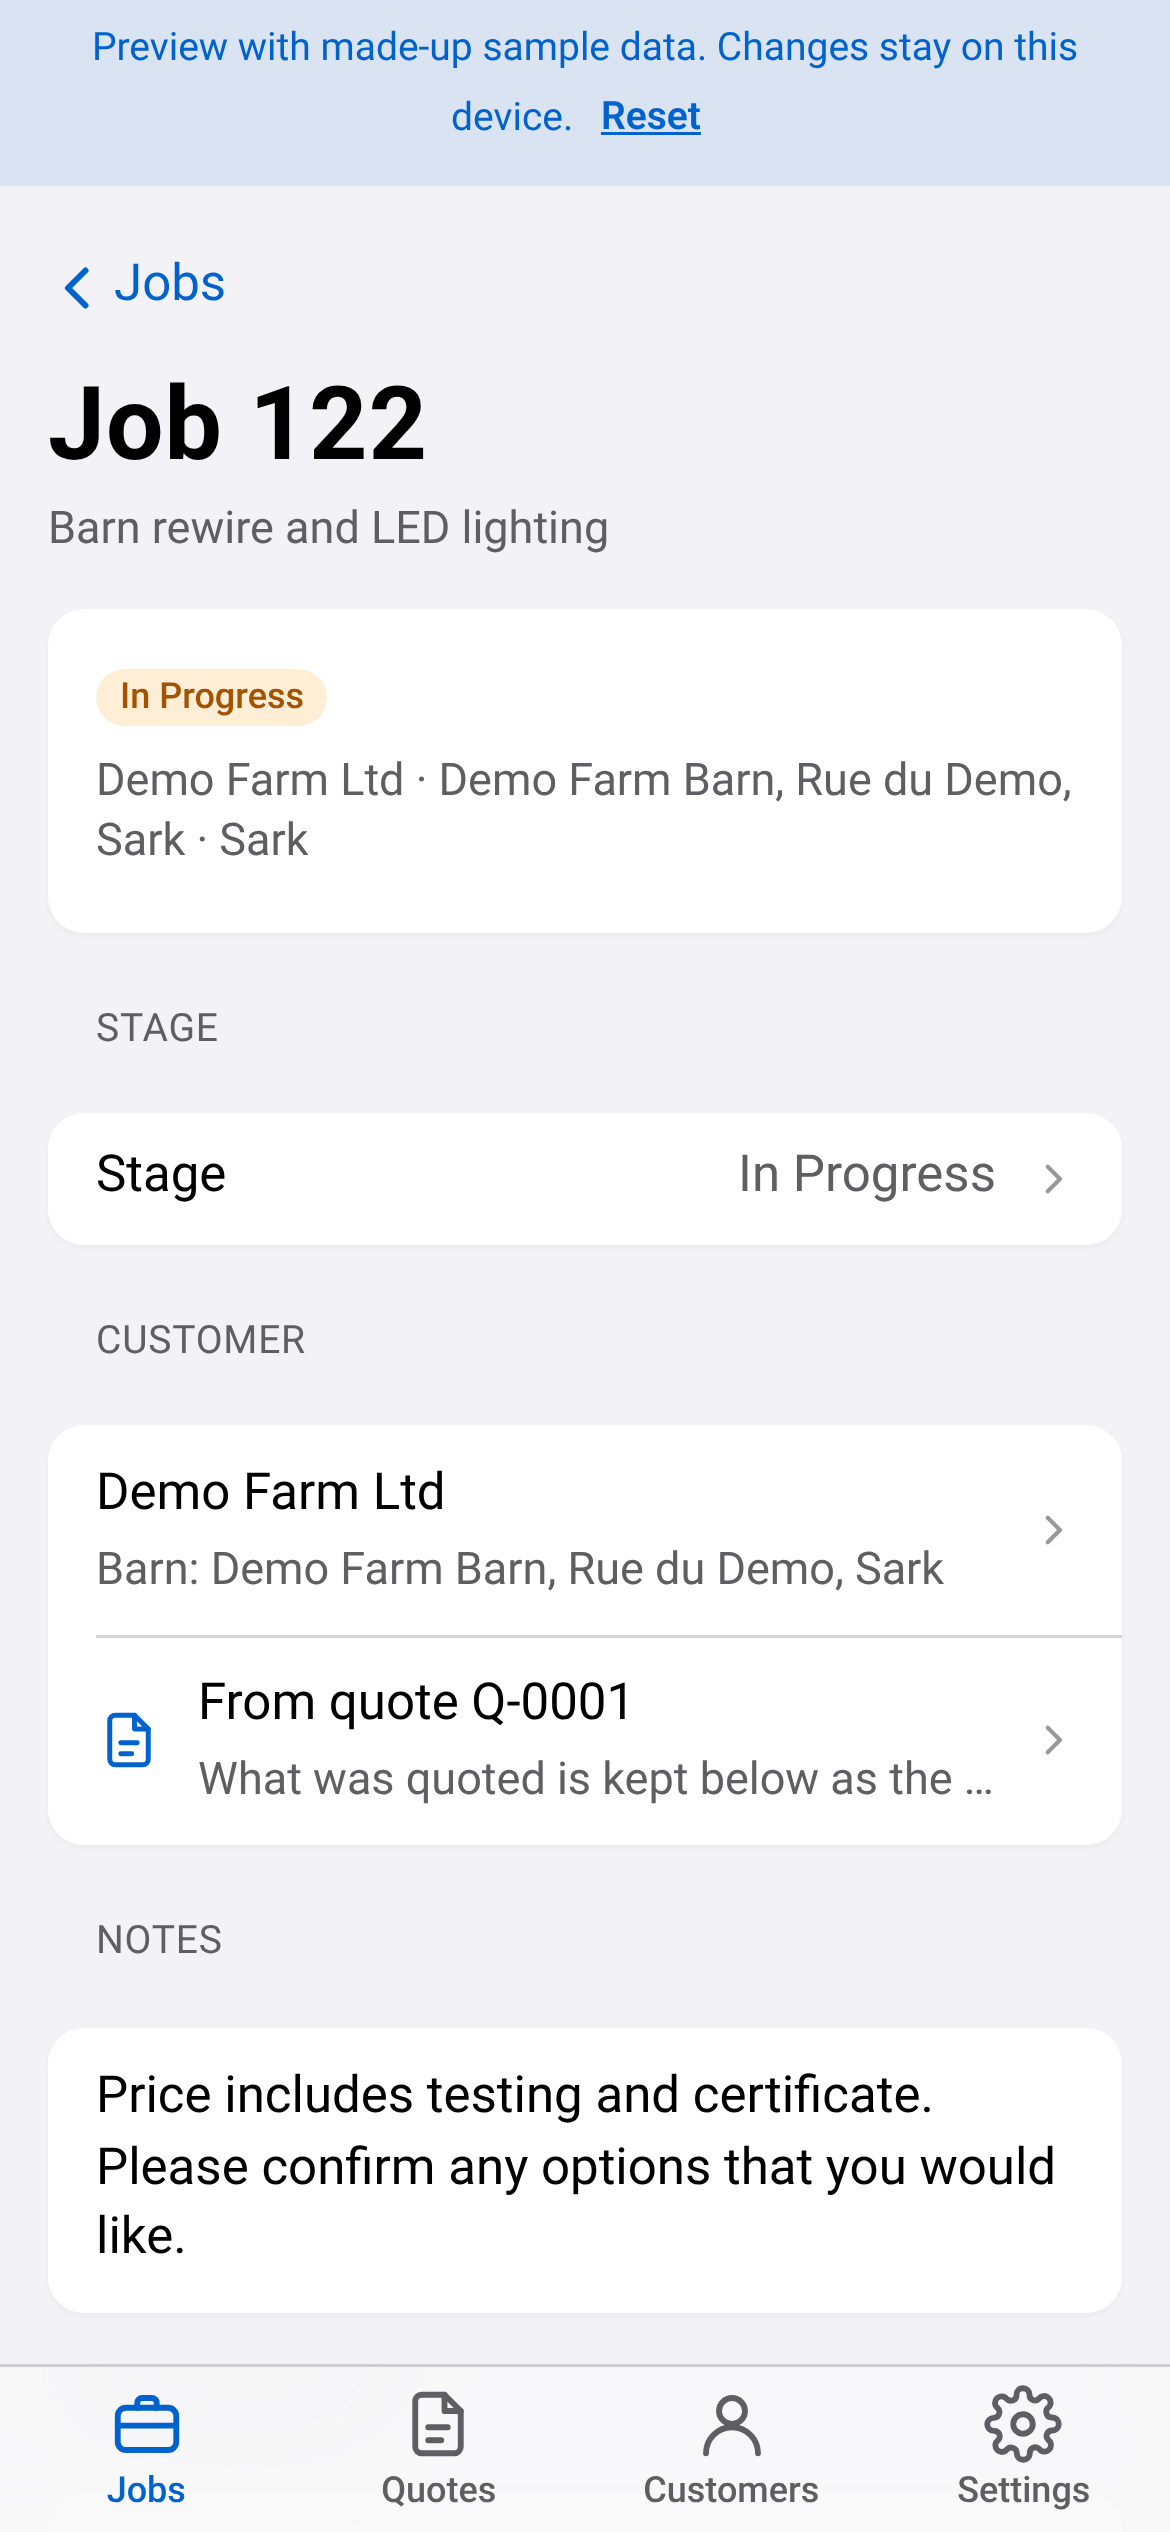 Preview with made-up sample data. Changes stay on this
device. Reset
Jobs
Job 122
Barn rewire and LED lighting
In Progress
Demo Farm Ltd · Demo Farm Barn, Rue du Demo,
Sark · Sark
STAGE
Stage In Progress
CUSTOMER
Demo Farm Ltd
Barn: Demo Farm Barn, Rue du Demo, Sark
From quote Q-0001
What was quoted is kept below as the ...
NOTES
Price includes testing and certificate.
Please confirm any options that you would
like.
Jobs Quotes Customers Settings